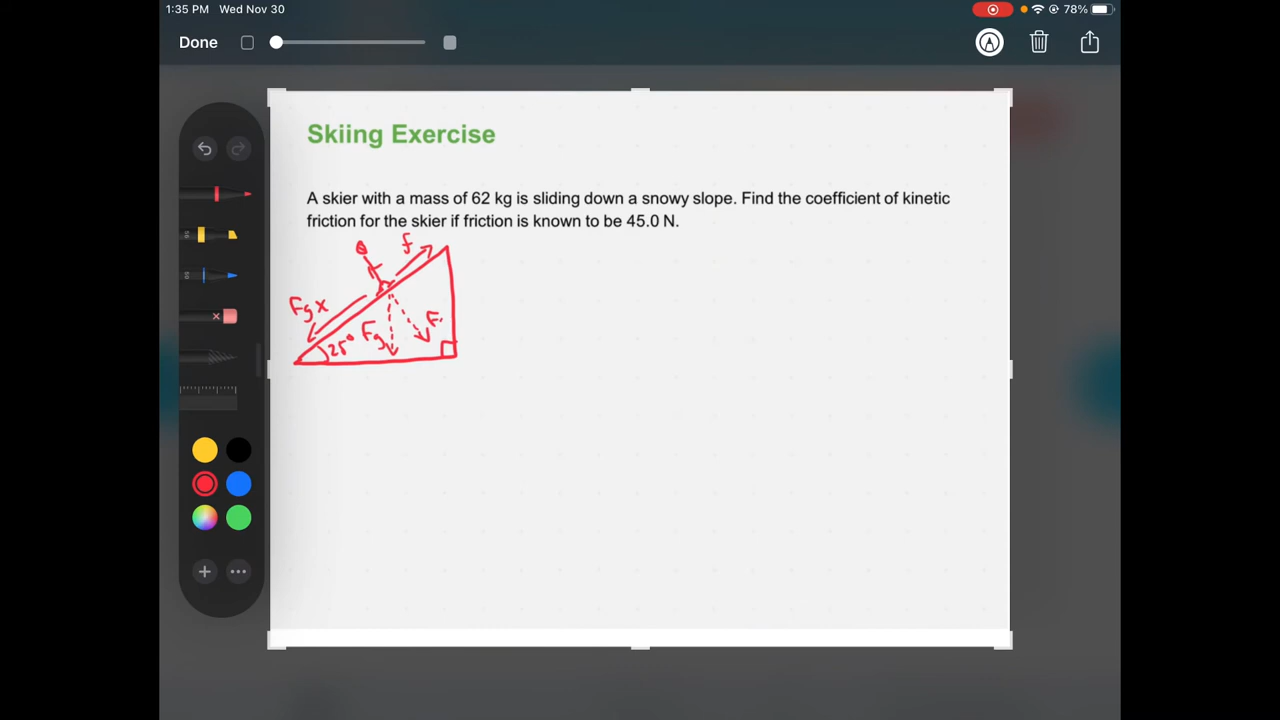 1:35 PM Wed Nov 30
78%
Done
Skiing Exercise
A skier with a mass of 62 kg is sliding down a snowy slope. Find the coefficient of kinetic
friction for the skier if friction is known to be 45.0 N.
f
Fgx
Fg
F
25°